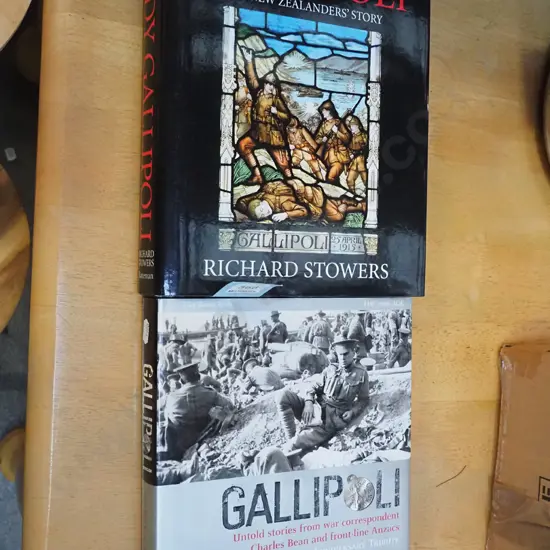 NEW ZEALANDERS' STORY
GALLIPOLI 25 APRIL 1915
RICHARD STOWERS
GALLIPOLI
RICHARD
STOWERS
GALLIPOLI
GALLIPOLI
Untold stories from war correspondent
Charles Bean and front-line Anzacs